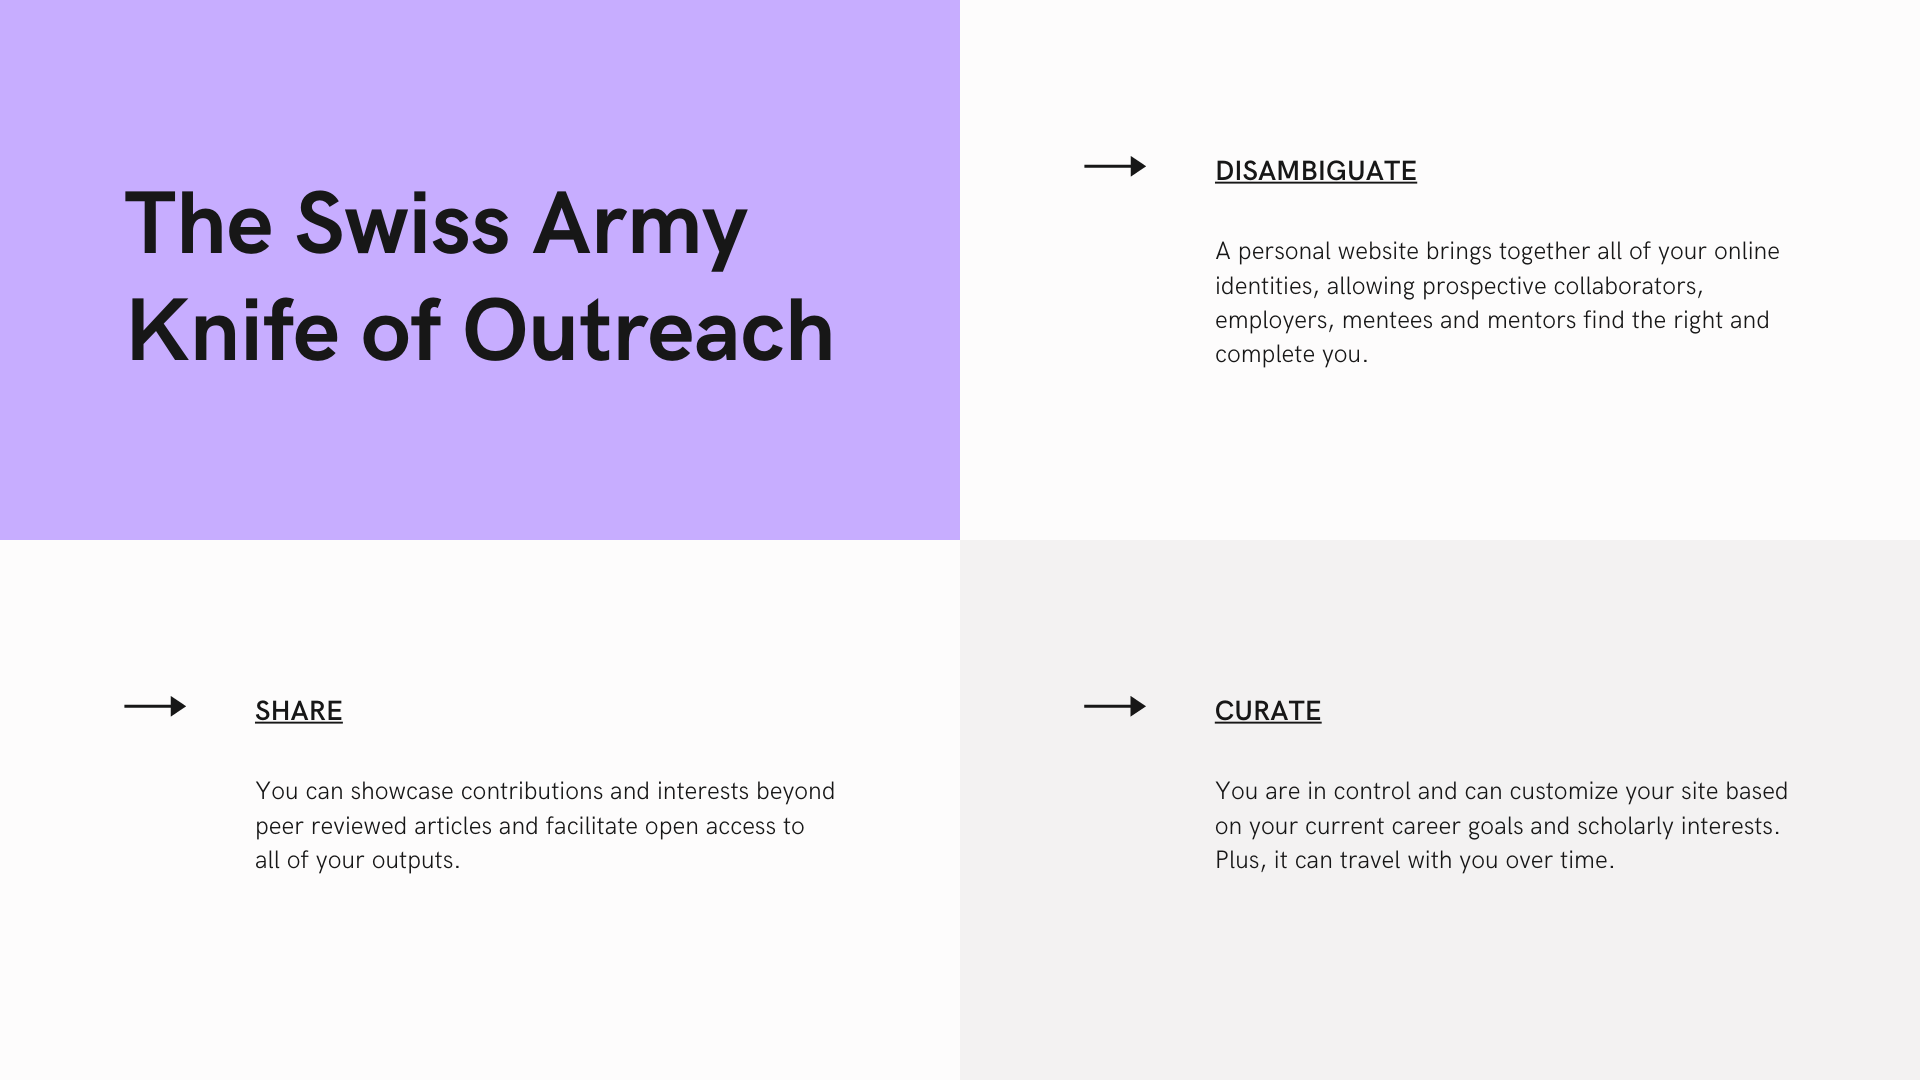 The Swiss Army
Knife of Outreach
DISAMBIGUATE
A personal website brings together all of your online
identities, allowing prospective collaborators,
employers, mentees and mentors find the right and
complete you.
SHARE
You can showcase contributions and interests beyond
peer reviewed articles and facilitate open access to
all of your outputs.
CURATE
You are in control and can customize your site based
on your current career goals and scholarly interests.
Plus, it can travel with you over time.